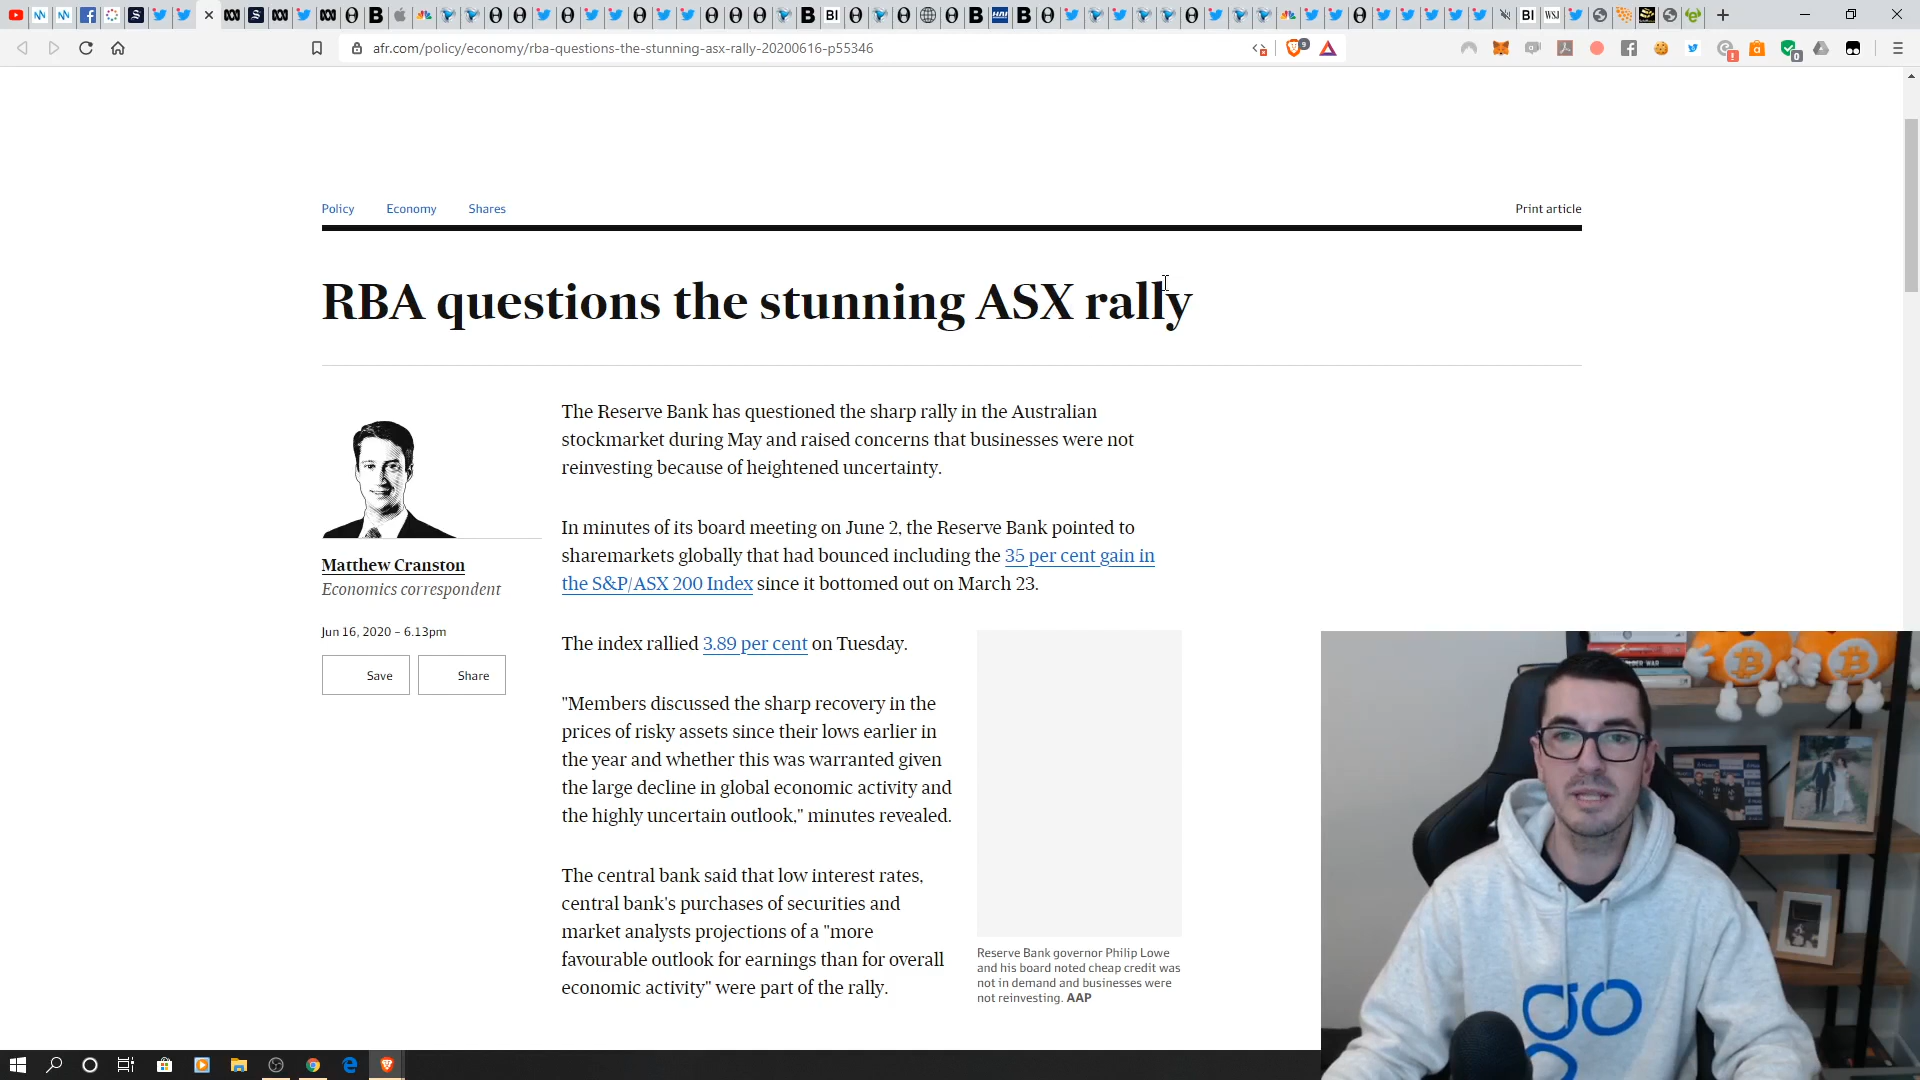 afr.com/policy/economy/rba-questions-the-stunning-asx-rally-20200616-p55346
Policy Economy Shares
Print article
RBA questions the stunning ASX rally
The Reserve Bank has questioned the sharp rally in the Australian
stockmarket during May and raised concerns that businesses were not
reinvesting because of heightened uncertainty.
In minutes of its board meeting on June 2, the Reserve Bank pointed to
sharemarkets globally that had bounced including the 35 per cent gain in
the S&P/ASX 200 Index since it bottomed out on March 23.
Matthew Cranston
Economics correspondent
Jun 16, 2020 – 6.13pm
Save
Share
The index rallied 3.89 per cent on Tuesday.
"Members discussed the sharp recovery in the
prices of risky assets since their lows earlier in
the year and whether this was warranted given
the large decline in global economic activity and
the highly uncertain outlook," minutes revealed.
The central bank said that low interest rates,
central bank's purchases of securities and
market analysts projections of a "more
favourable outlook for earnings than for overall
economic activity" were part of the rally.
Reserve Bank governor Philip Lowe
and his board noted cheap credit was
not in demand and businesses were
not reinvesting. AAP